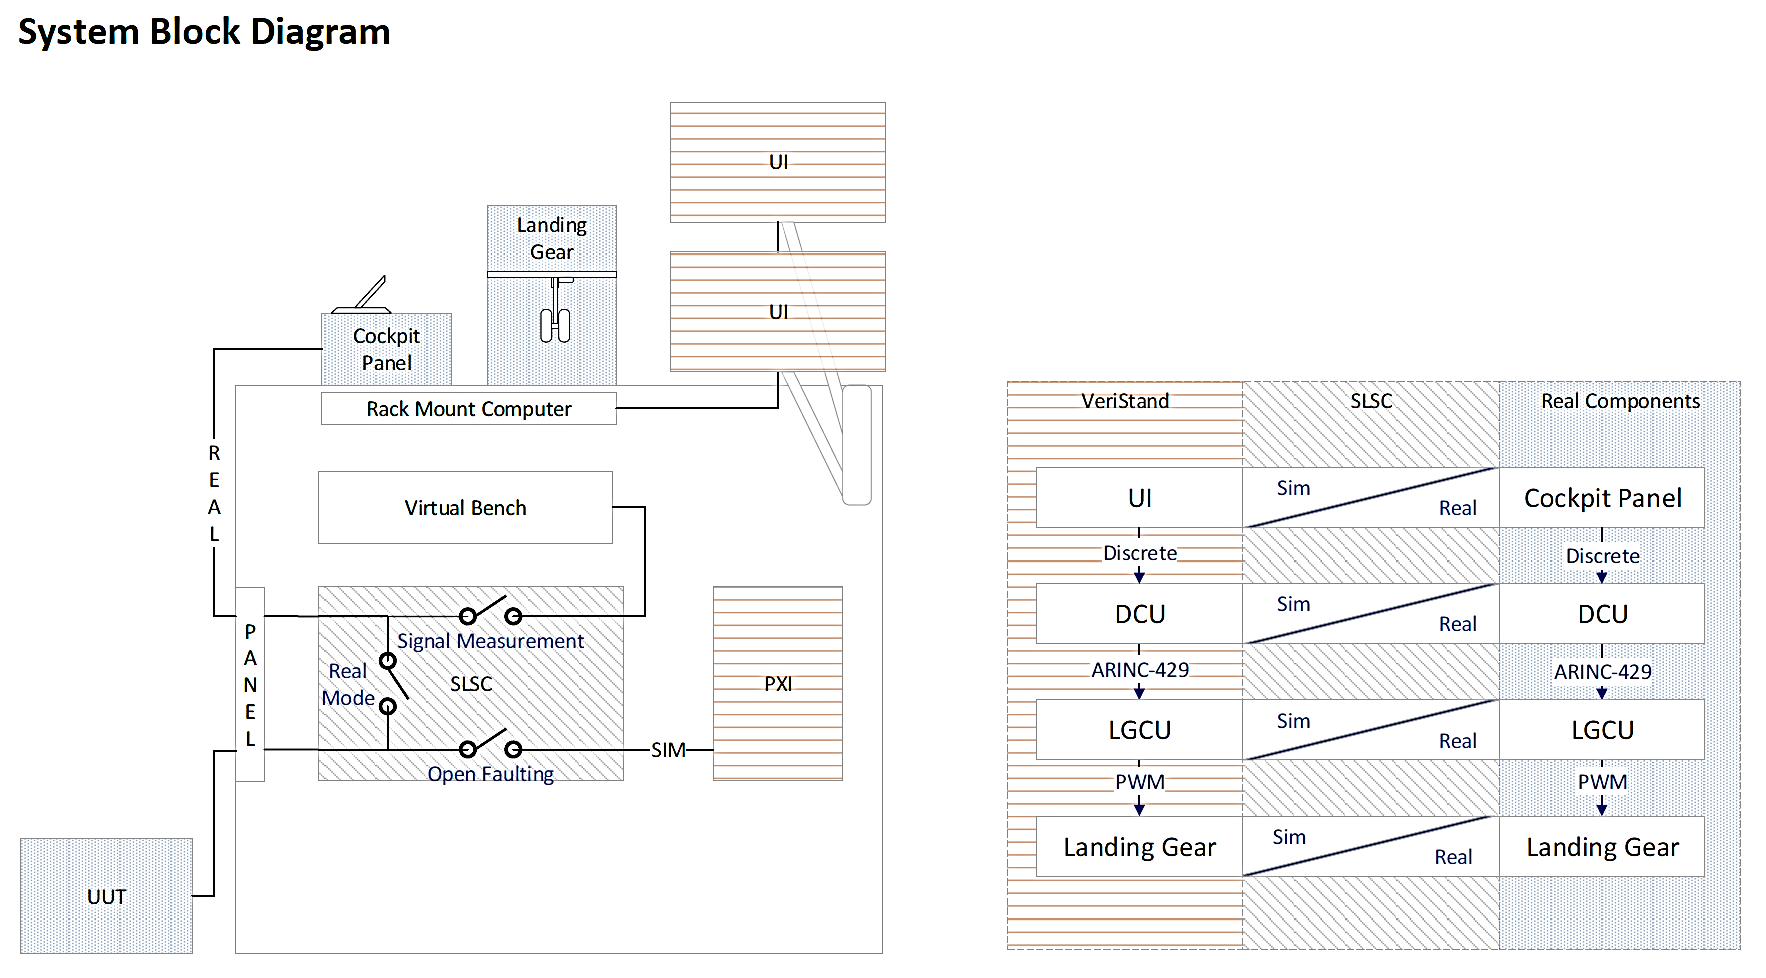 System Block Diagram
UI
Landing
Gear
UI
Cockpit
Panel
Rack Mount Computer
REAL
Virtual Bench
PANEL
Signal Measurement
Real
Mode
SLSC
PXI
SIM
Open Faulting
UUT
VeriStand
SLSC
Real Components
UI
Sim
Real
Cockpit Panel
Discrete
Discrete
DCU
Sim
Real
DCU
ARINC-429
ARINC-429
LGCU
Sim
Real
LGCU
PWM
PWM
Landing Gear
Sim
Real
Landing Gear